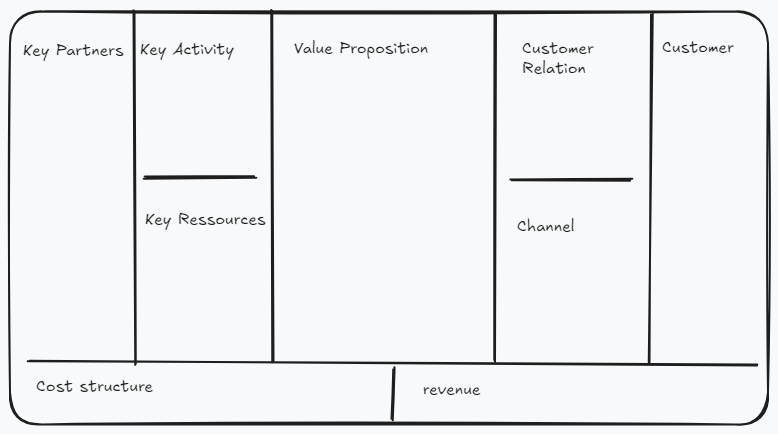 Key Partners
Key Activity
Key Ressources
Value Proposition
Customer
Relation
Channel
Customer
Cost structure
revenue